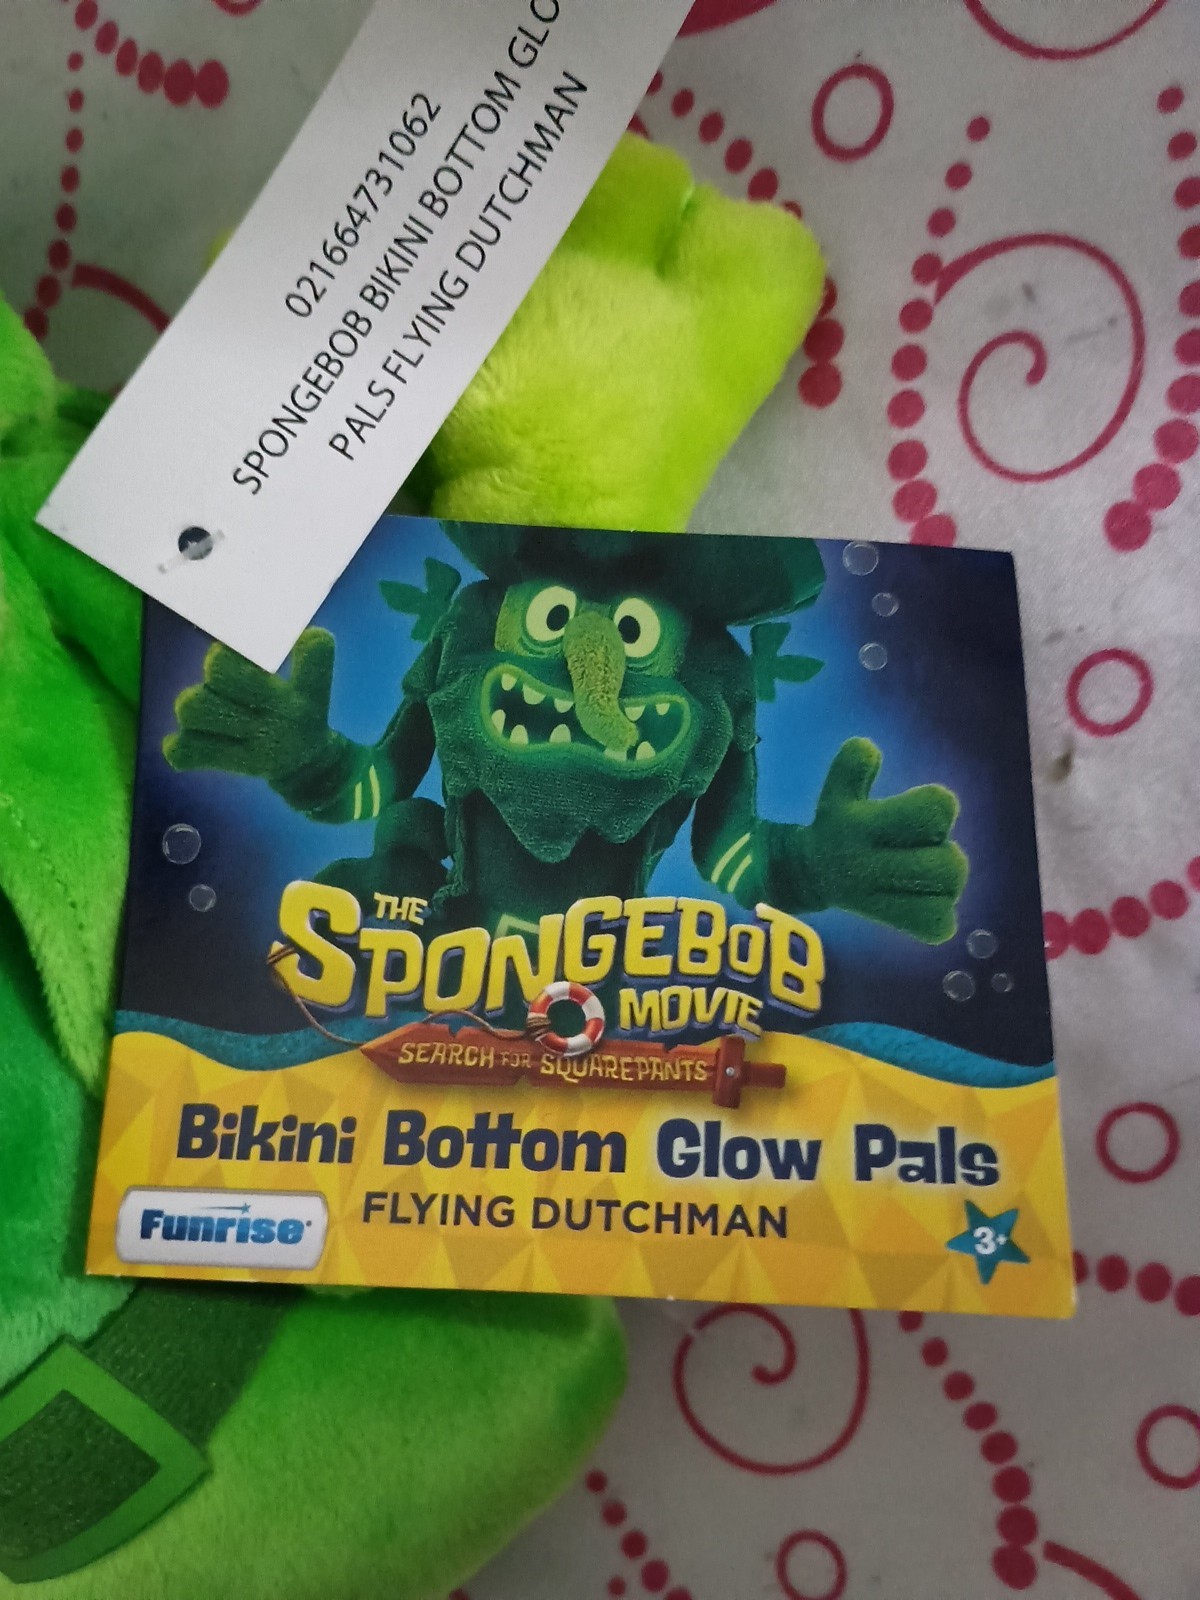 021664731062
SPONGEBOB BIKINI BOTTOM GLO
PALS FLYING DUTCHMAN
THE
SPONGEBOB
MOVIE
SEARCH FOR SQUAREPANTS
Bikini Bottom Glow Pals
FLYING DUTCHMAN
Funrise
3+